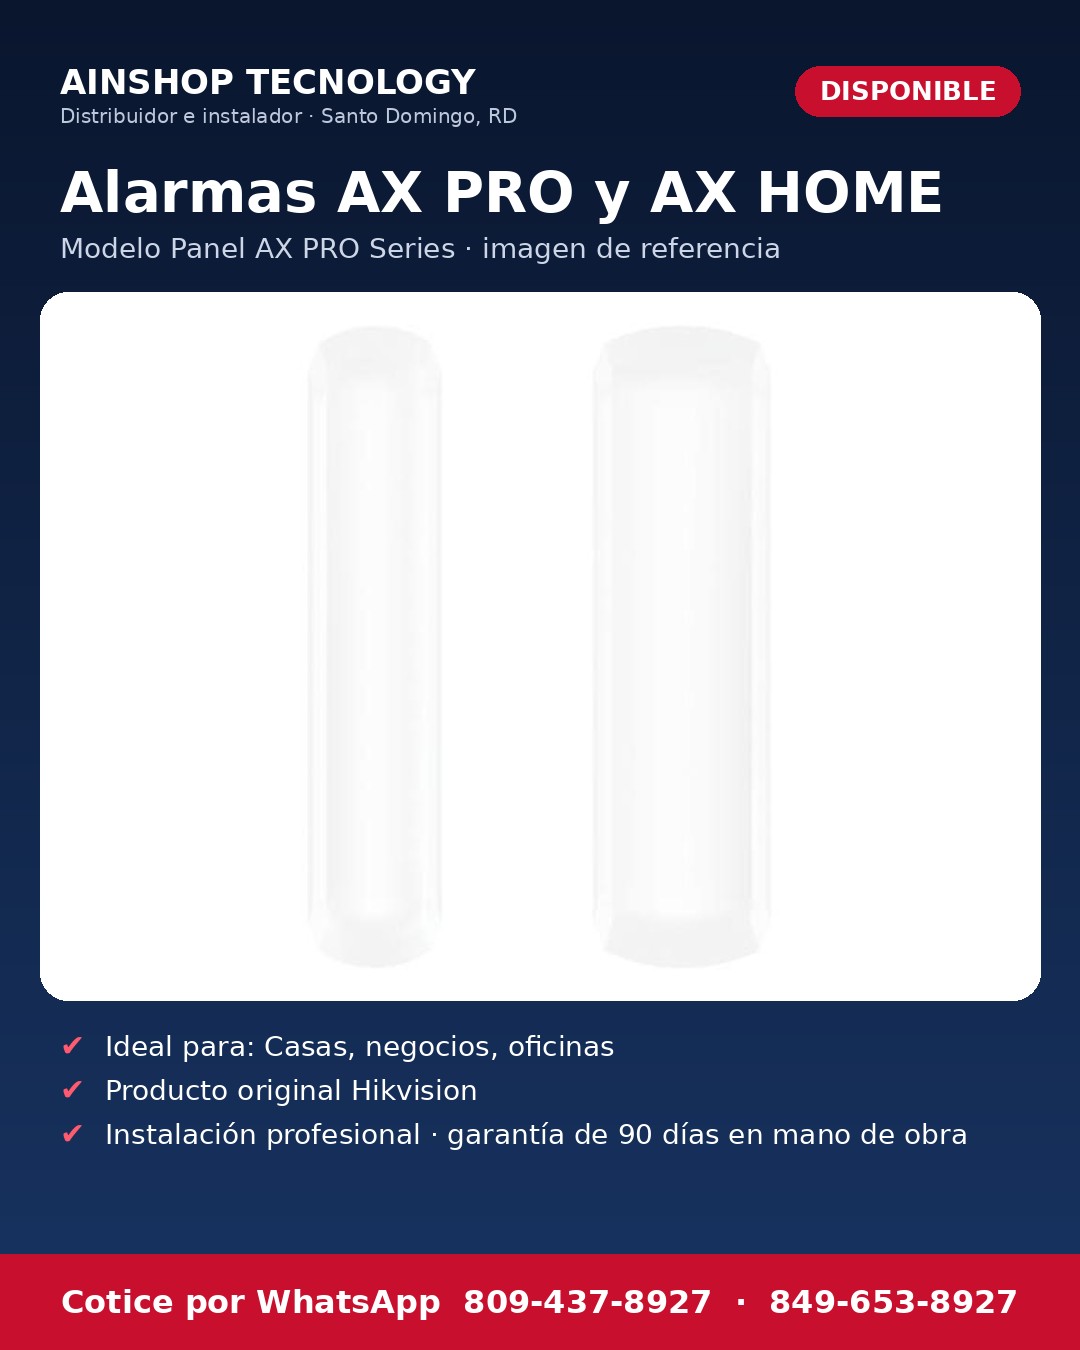 AINSHOP TECNOLOGY
Distribuidor e instalador · Santo Domingo, RD
DISPONIBLE
Alarmas AX PRO y AX HOME
Modelo Panel AX PRO Series · imagen de referencia
✔ Ideal para: Casas, negocios, oficinas
✔ Producto original Hikvision
✔ Instalación profesional · garantía de 90 días en mano de obra
Cotice por WhatsApp 809-437-8927 · 849-653-8927